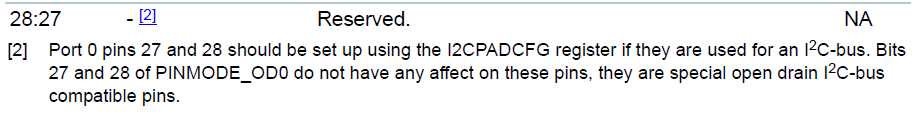 28:27 - [2] Reserved. NA
[2] Port 0 pins 27 and 28 should be set up using the I2CPADCFG register if they are used for an I²C-bus. Bits
27 and 28 of PINMODE_OD0 do not have any affect on these pins, they are special open drain I²C-bus
compatible pins.